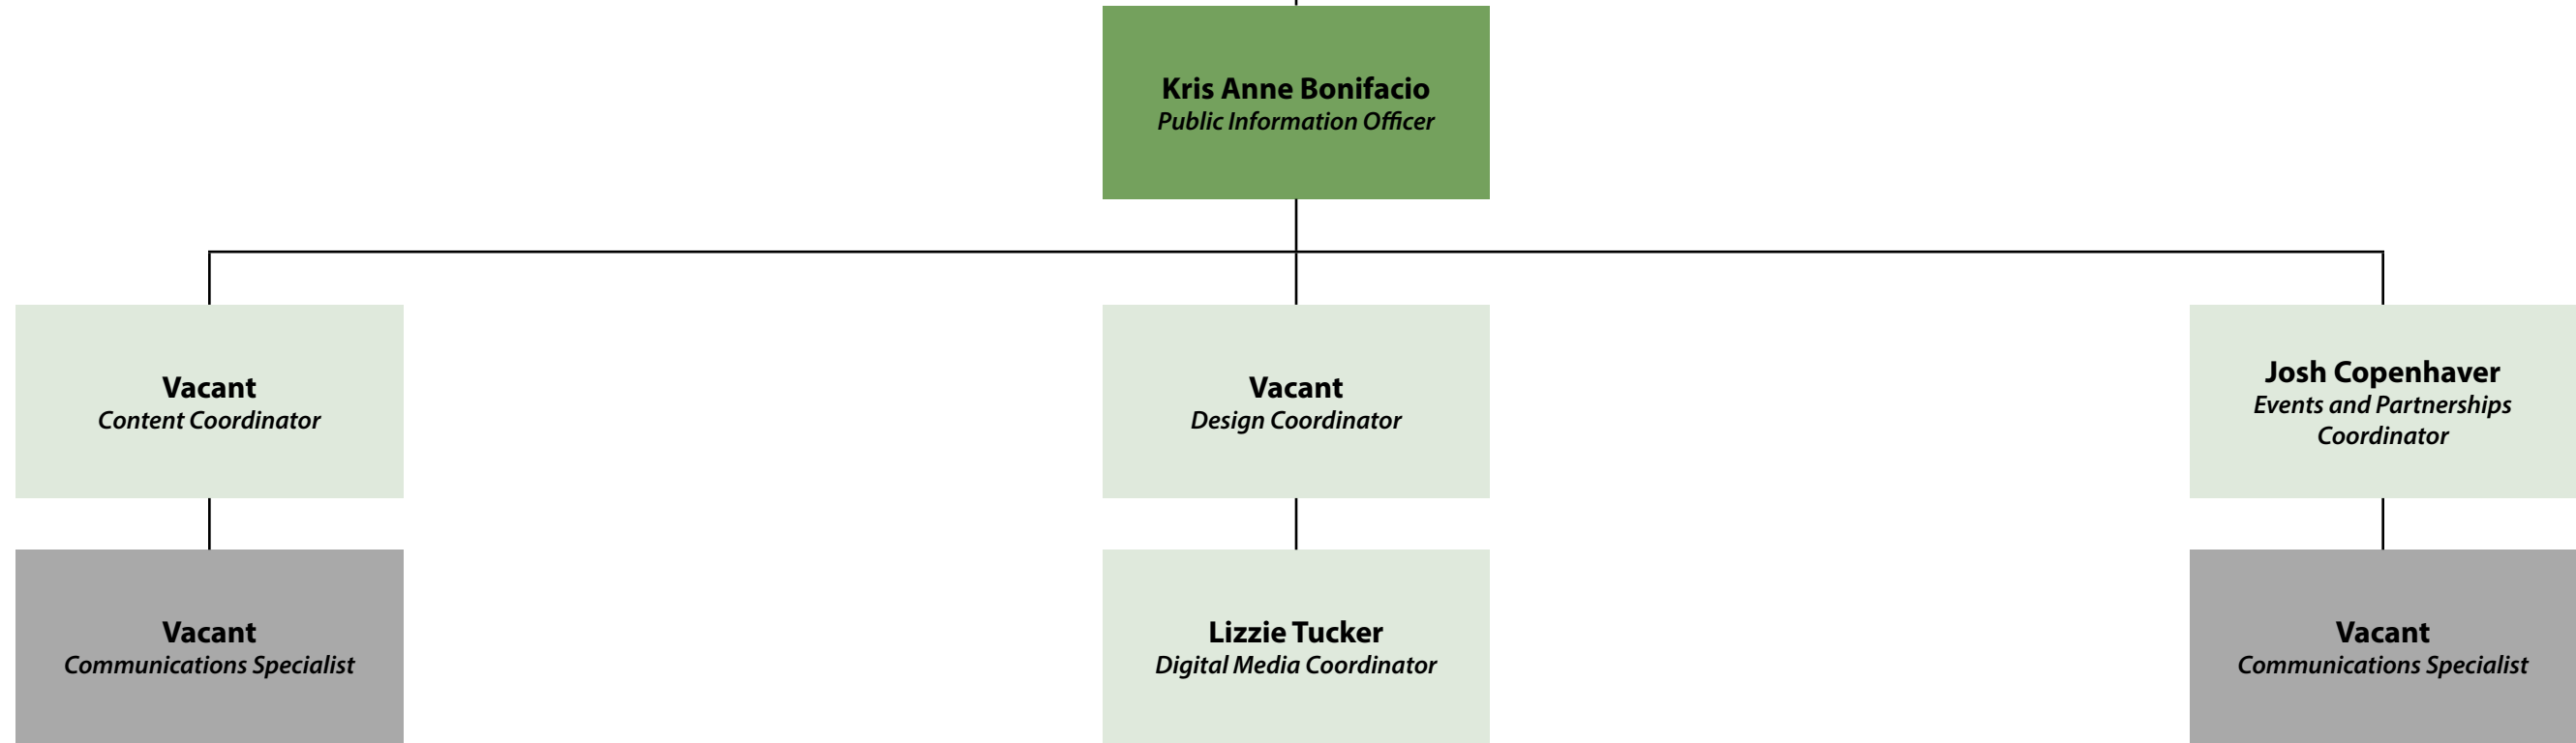 Kris Anne Bonifacio
Public Information Officer
Vacant
Content Coordinator
Vacant
Design Coordinator
Josh Copenhaver
Events and Partnerships
Coordinator
Vacant
Communications Specialist
Lizzie Tucker
Digital Media Coordinator
Vacant
Communications Specialist